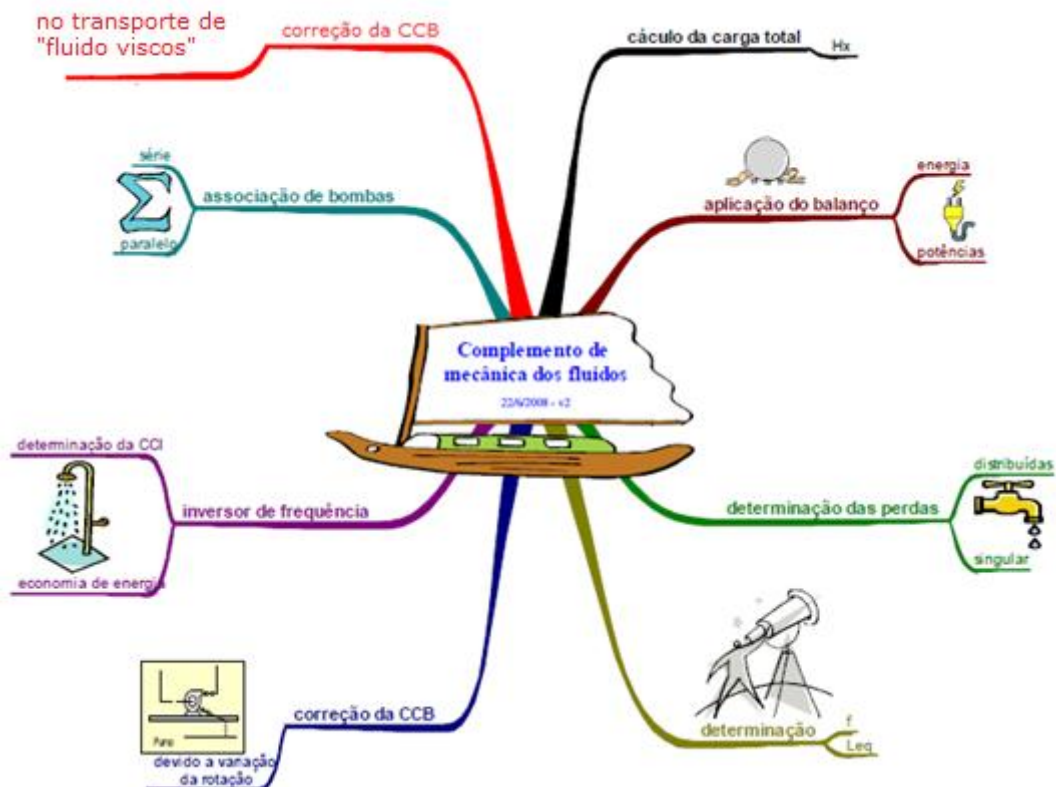 no transporte de
"fluido viscos"
correção da CCB
cáculo da carga total
Hx
série
associação de bombas
paralelo
energia
aplicação do balanço
potências
Complemento de
mecânica dos fluidos
22/6/2008 - v2
determinação da CCI
inversor de frequência
economia de energia
distribuídas
determinação das perdas
singular
correção da CCB
devido a variação
da rotação
determinação
f
Leq